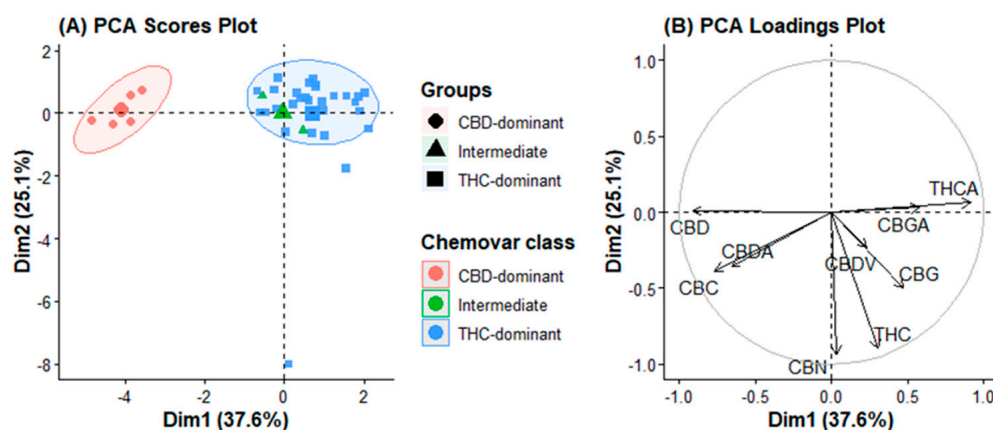 (A) PCA Scores Plot
2
0
-2
-4
-6
-8
Dim2 (25.1%)
-4
-2
0
2
Dim1 (37.6%)
Groups
CBD-dominant
Intermediate
THC-dominant
Chemovar class
CBD-dominant
Intermediate
THC-dominant
(B) PCA Loadings Plot
1.0
0.5
0.0
-0.5
-1.0
Dim2 (25.1%)
THCA
CBGA
CBD
CBDA
CBDV
CBC
CBG
THC
CBN
-1.0
-0.5
0.0
0.5
1.0
Dim1 (37.6%)